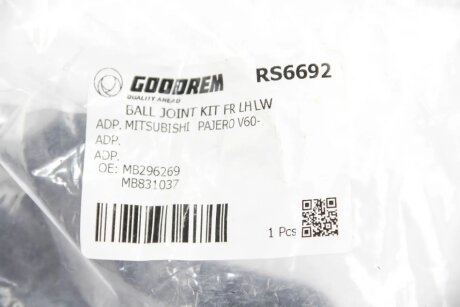 GOODREM RS6692
QUALITY AHEAD
BALL JOINT KIT FR LH LW
ADP. MITSUBISHI PAJERO V60-
ADP.
ADP.
OE: MB296269
MB831037
1 Pcs